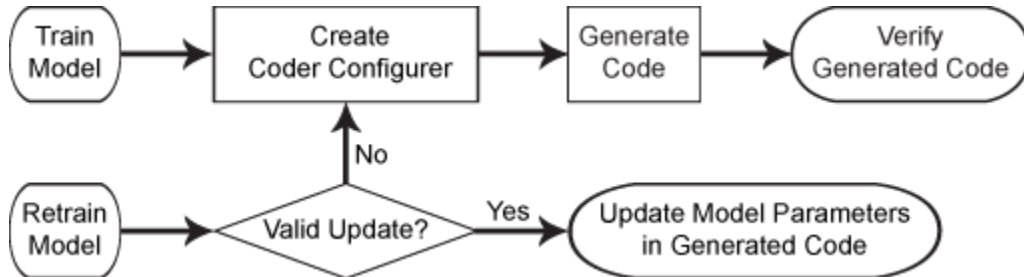 Train
Model
Create
Coder Configurer
Generate
Code
Verify
Generated Code
No
Retrain
Model
Valid Update?
Yes
Update Model Parameters
in Generated Code